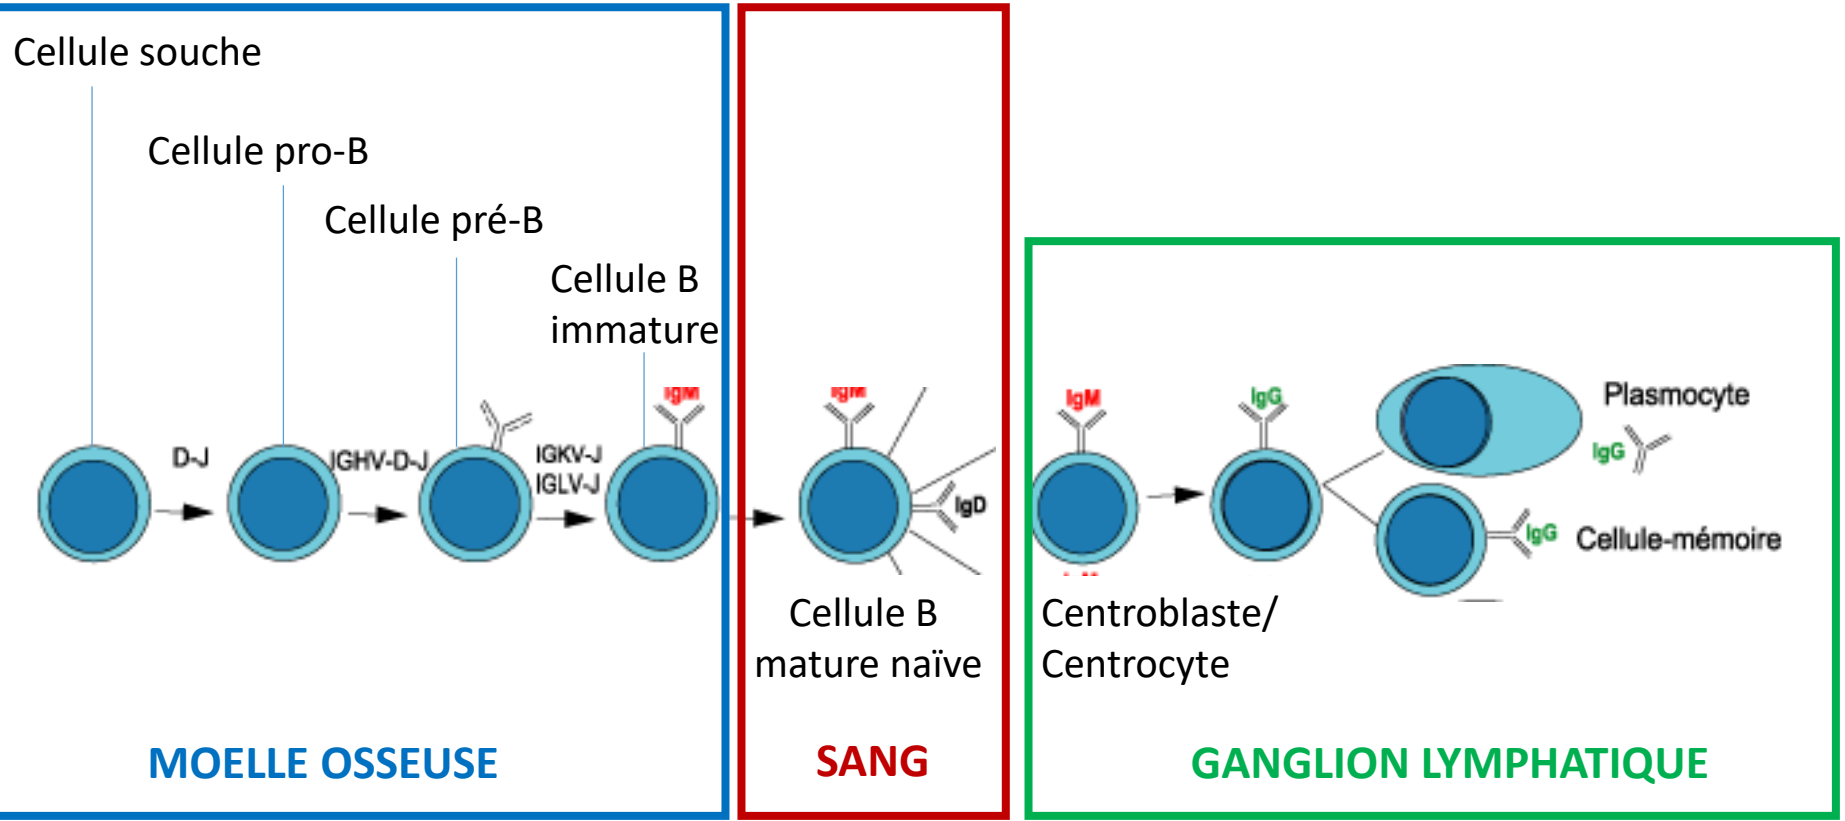 Cellule souche
Cellule pro-B
Cellule pré-B
Cellule B
immature
D-J
IGHV-D-J
IGKV-J
IGLV-J
IgM
IgM
IgD
Cellule B
mature naïve
IgM
IgG
Centroblaste/
Centrocyte
Plasmocyte
IgG
IgG
Cellule-mémoire
MOELLE OSSEUSE
SANG
GANGLION LYMPHATIQUE